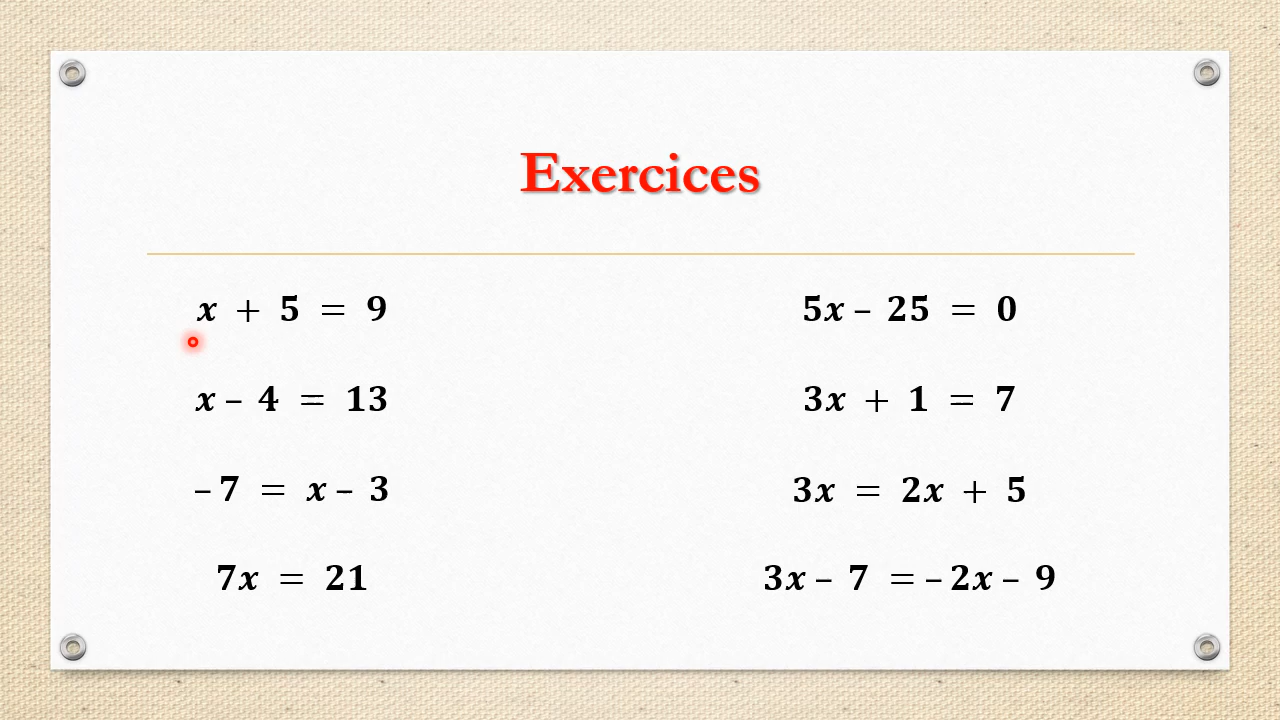 Exercices
x + 5 = 9
x – 4 = 13
– 7 = x – 3
7x = 21
5x – 25 = 0
3x + 1 = 7
3x = 2x + 5
3x – 7 = – 2x – 9